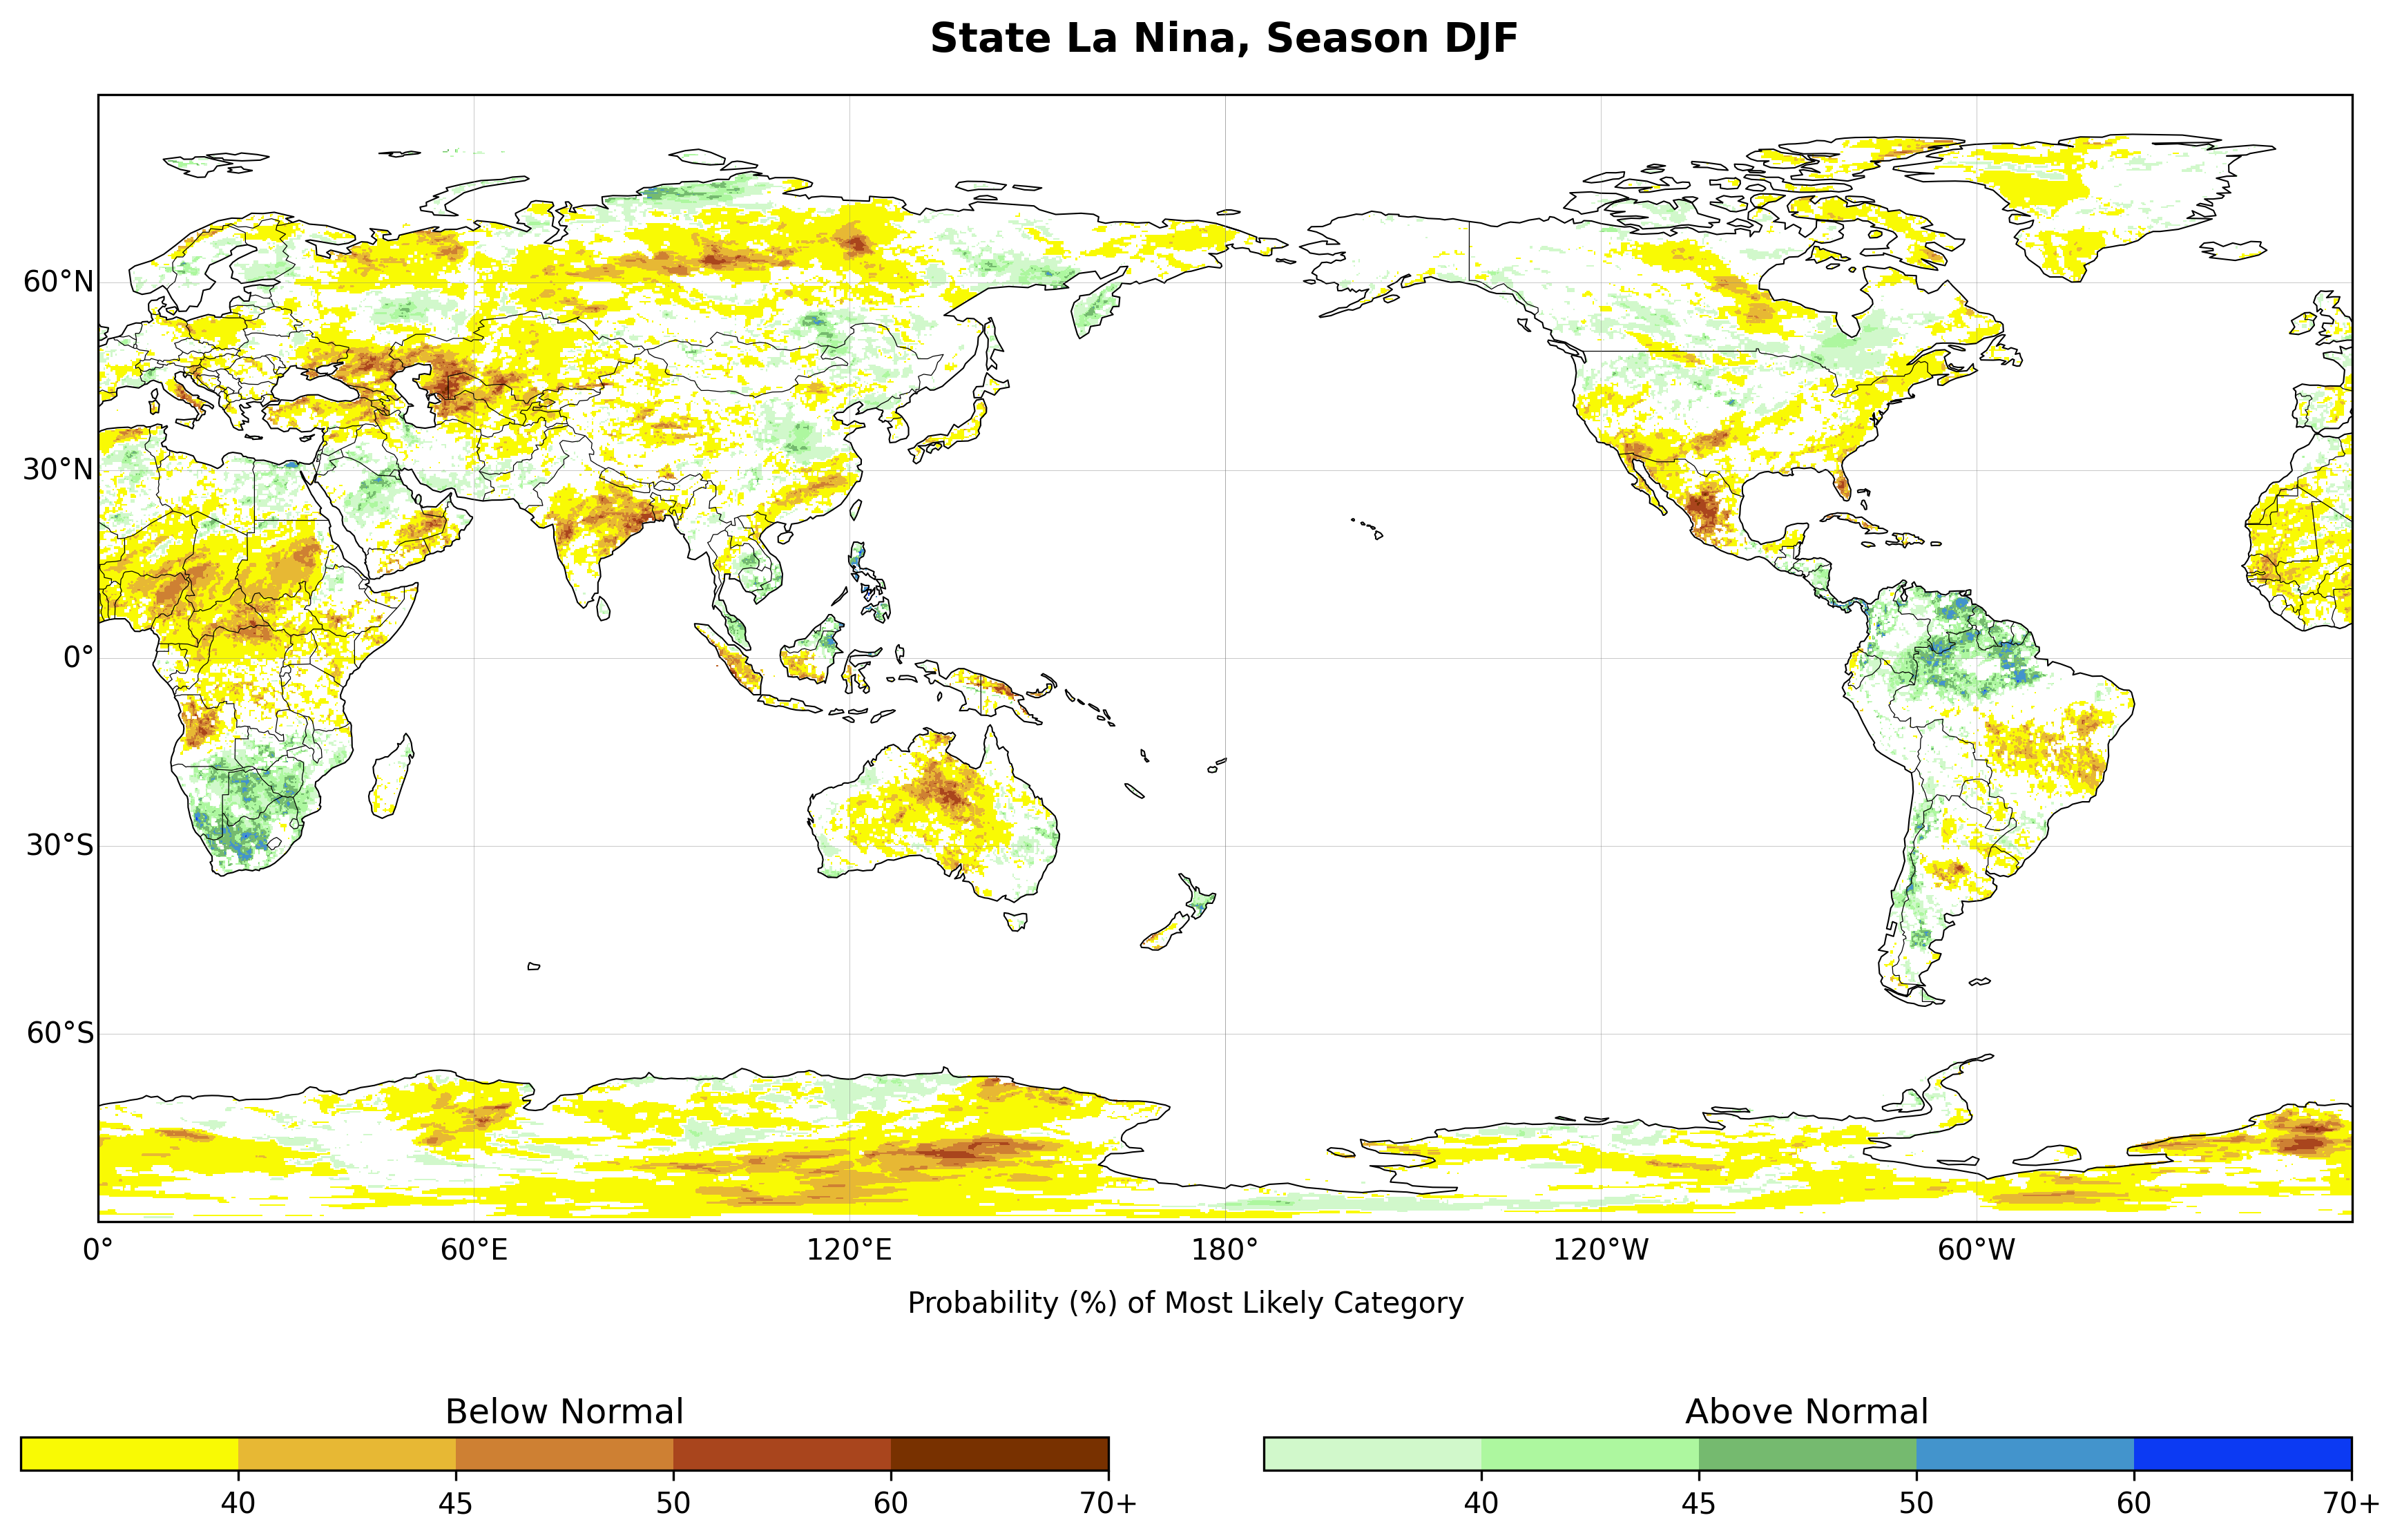 State La Nina, Season DJF
60°N
30°N
0°
30°S
60°S
0° 60°E 120°E 180° 120°W 60°W
Probability (%) of Most Likely Category
Below Normal Above Normal
40 45 50 60 70+ 40 45 50 60 70+